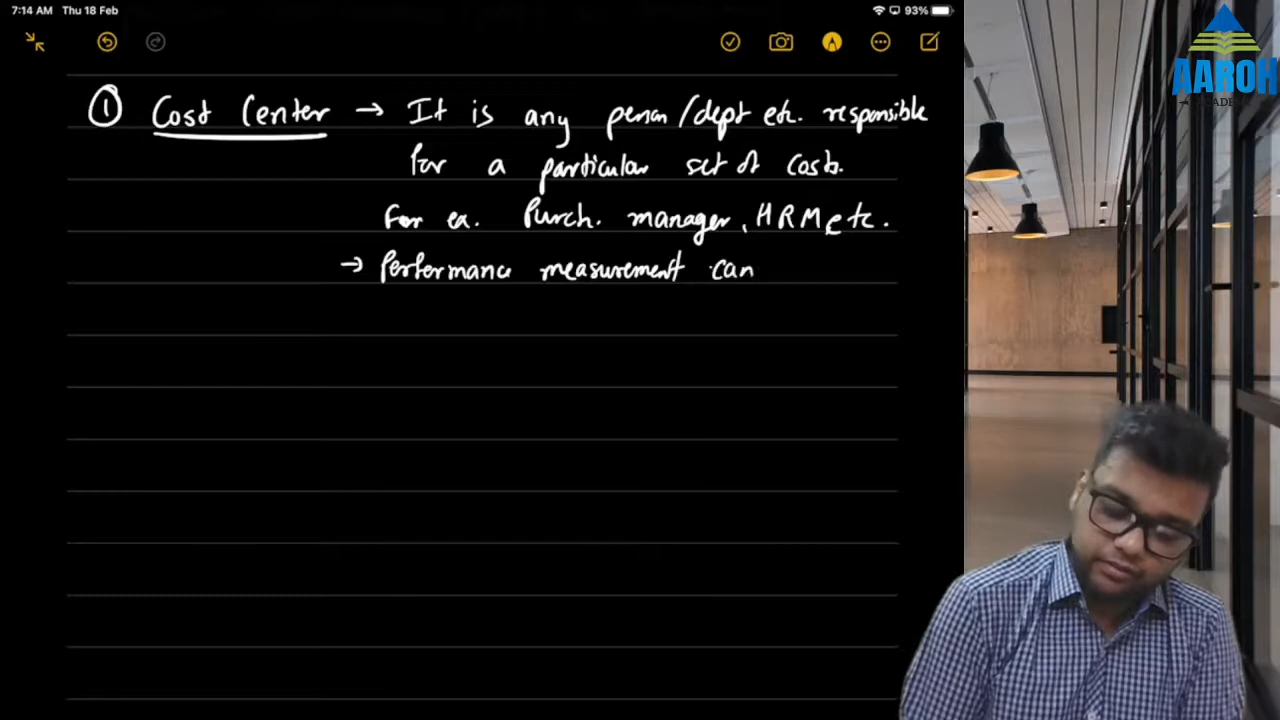 7:14 AM Thu 18 Feb
93%
AAROH
ACADEMY
① Cost Center → It is any person/dept etc. responsible
for a particular set of costs.
For ex. Purch. manager, HRM etc.
→ Performance measurement can